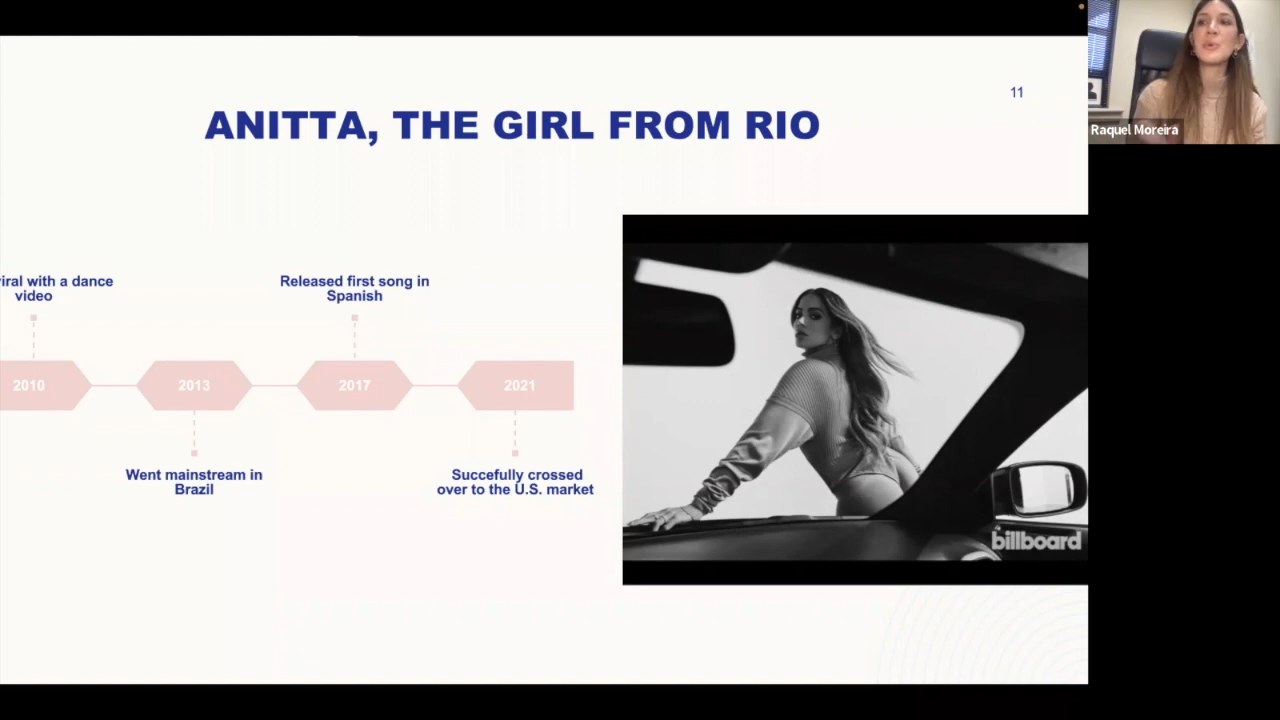 11
ANITTA, THE GIRL FROM RIO
Raquel Moreira
iral with a dance
video
Released first song in
Spanish
2010
2013
2017
2021
Went mainstream in
Brazil
Succefully crossed
over to the U.S. market
billboard